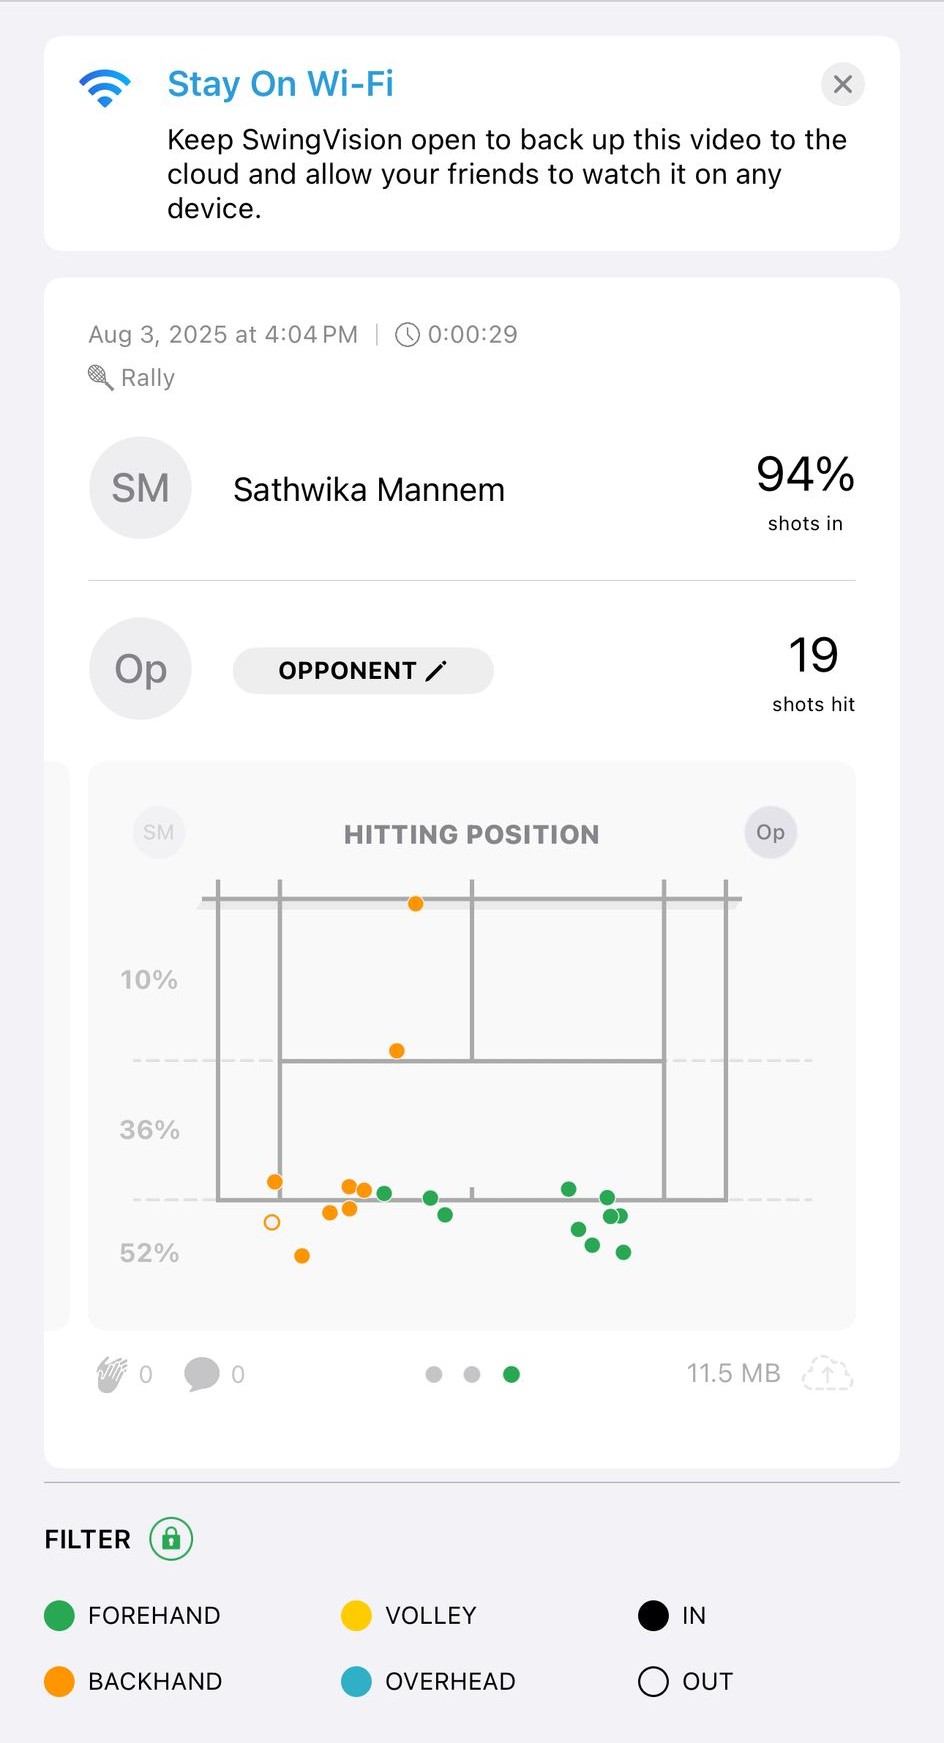 Stay On Wi-Fi
Keep SwingVision open to back up this video to the
cloud and allow your friends to watch it on any
device.
Aug 3, 2025 at 4:04 PM | 0:00:29
Rally
SM Sathwika Mannem 94%
shots in
Op OPPONENT 19
shots hit
SM HITTING POSITION Op
10%
36%
52%
0 0 11.5 MB
FILTER
FOREHAND VOLLEY IN
BACKHAND OVERHEAD OUT